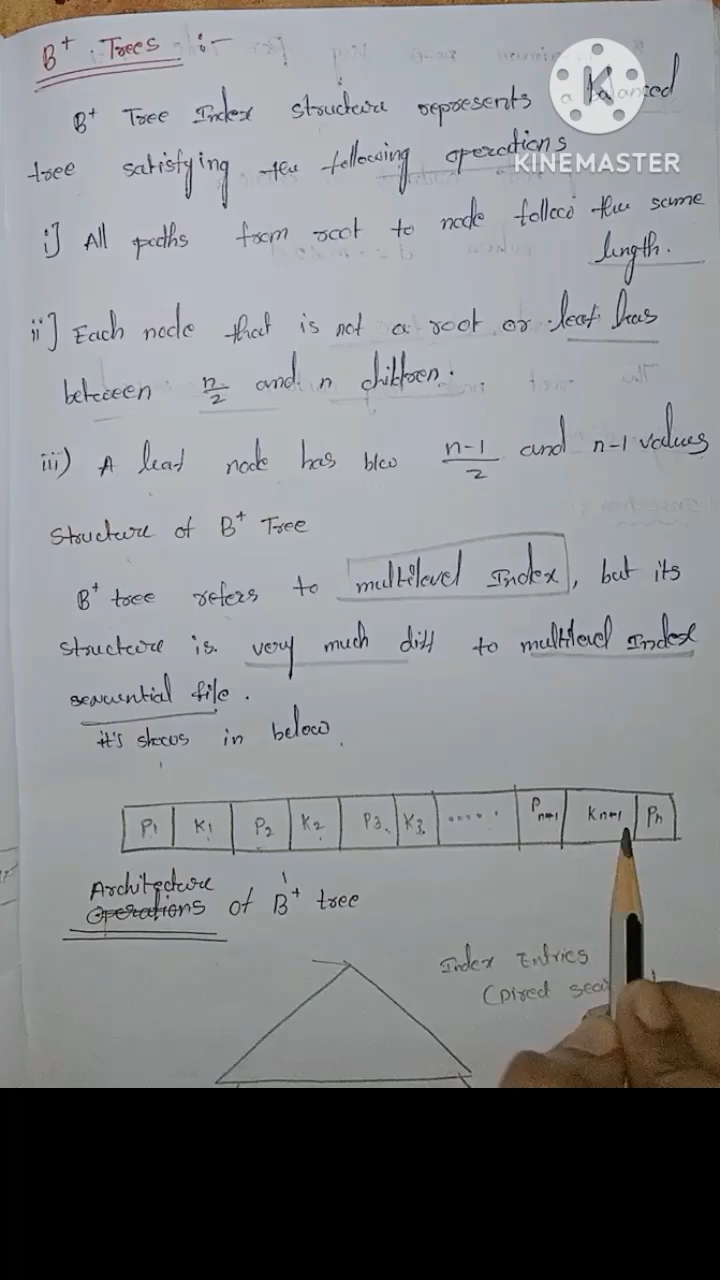 B+ Trees :-
B+ Tree Index structure represents a balanced
tree satisfying the following operations
i] All paths from root to node follow the same
length.
ii] Each node that is not a root or leaf has
between n/2 and n children.
iii) A leaf node has b/w n-1/2 and n-1 values
Structure of B+ Tree
B+ tree refers to multilevel Index, but its
structure is very much diff to multilevel Index
sequential file.
it's shows in below
P1 K1 P2 K2 P3 K3 ..... Pn-1 Kn-1 Pn
Architecture
Operations of B+ tree
Index Entries
(Dired
KINEMASTER